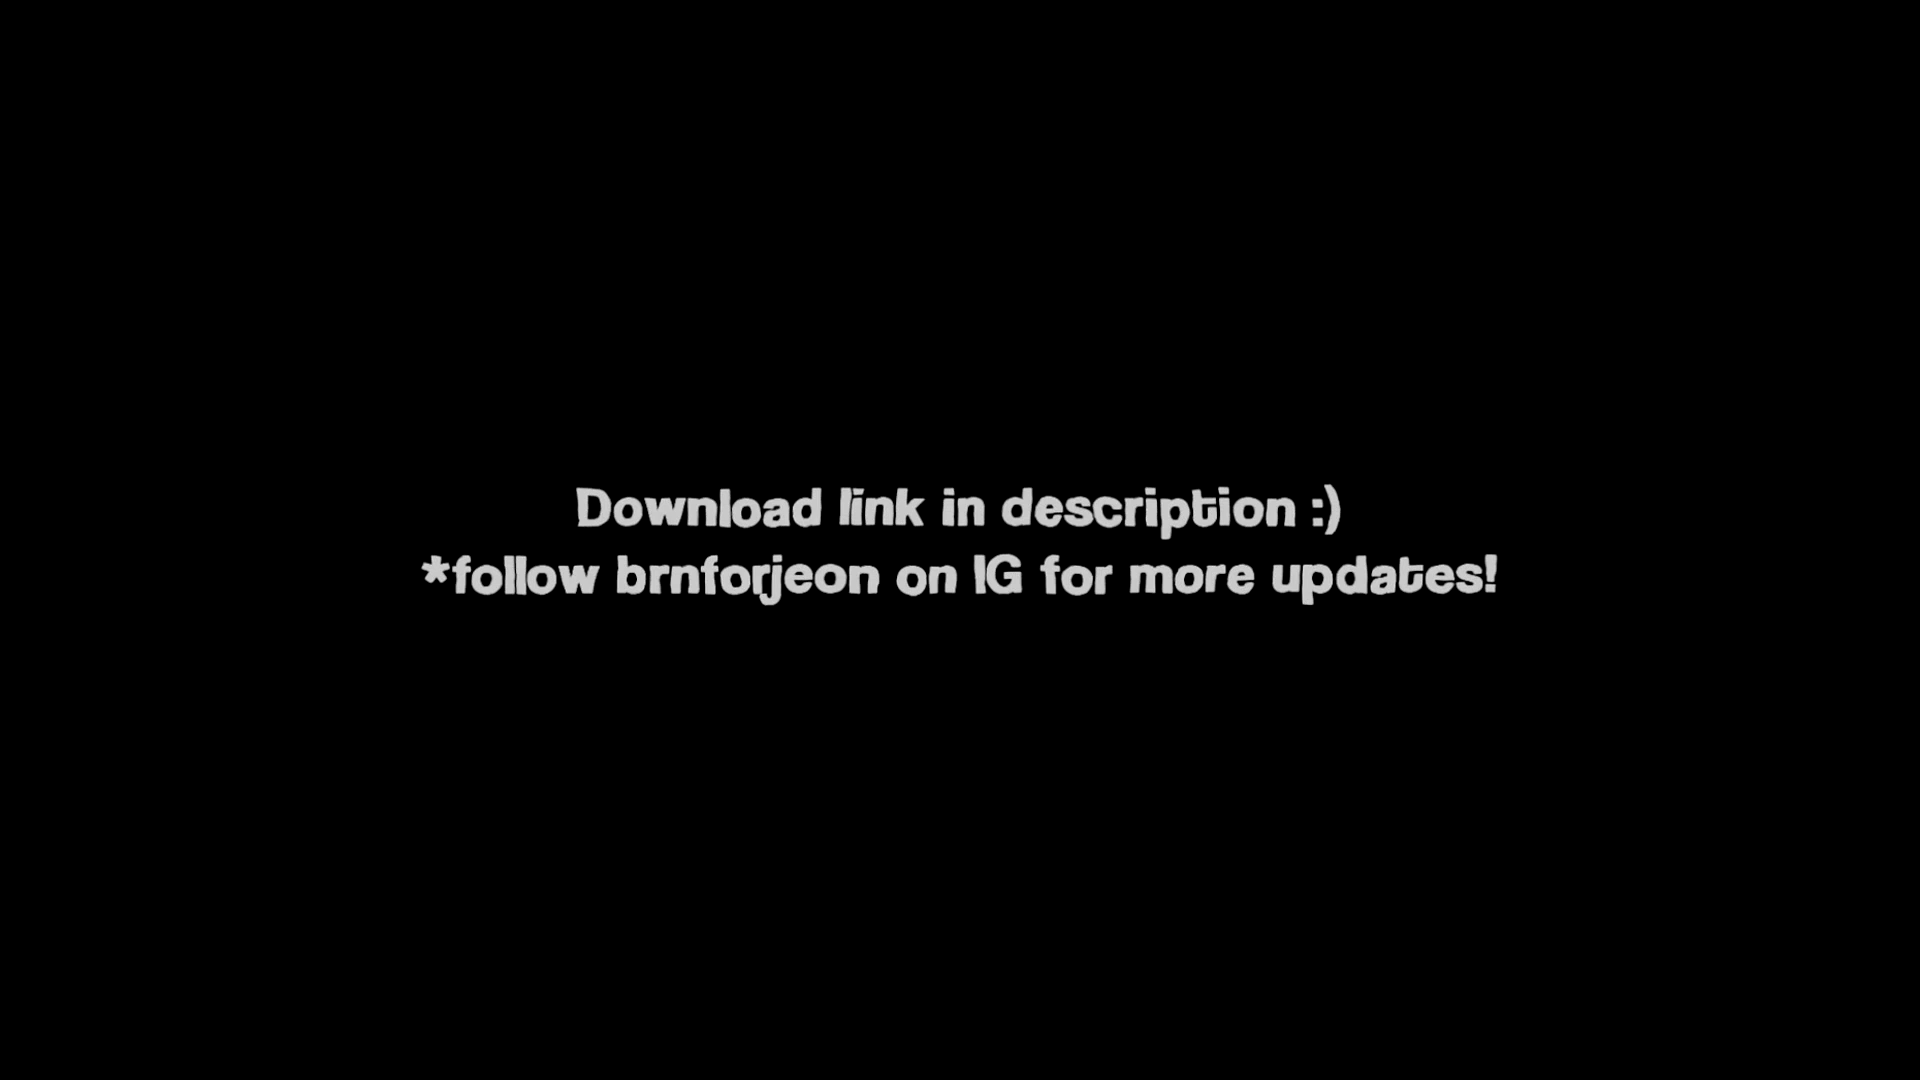 Download link in description :)
*follow brnforjeon on IG for more updates!